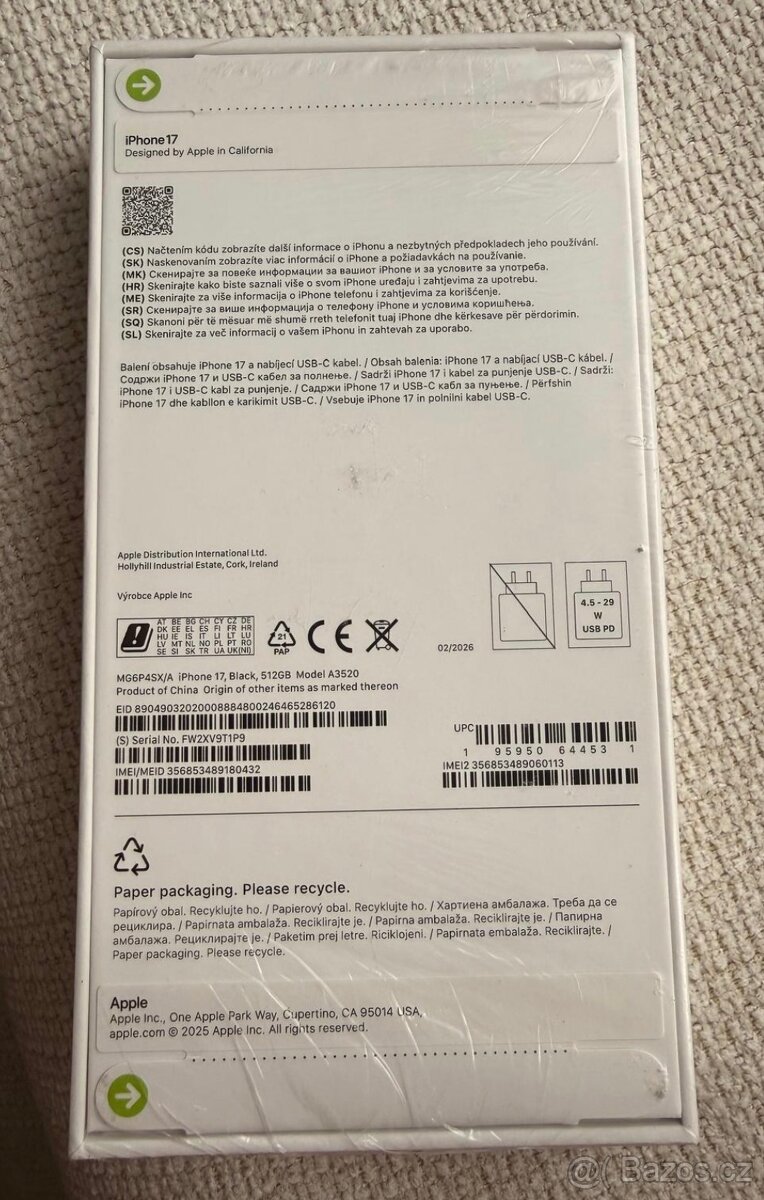 iPhone 17
Designed by Apple in California
(CS) Načtením kódu zobrazíte další informace o iPhonu a nezbytných předpokladech jeho používání.
(SK) Naskenovaním zobrazíte viac informácií o iPhone a požiadavkách na používanie.
(MK) Скенирајте за повеќе информации за вашиот iPhone и за условите за употреба.
(HR) Skenirajte kako biste saznali više o svom iPhone uređaju i zahtjevima za upotrebu.
(ME) Skenirajte za više informacija o iPhone telefonu i zahtjevima za korišćenje.
(SR) Скенирајте за више информација о телефону iPhone и условима коришћења.
(SQ) Skanoni për të mësuar më shumë rreth telefonit tuaj iPhone dhe kërkesave për përdorimin.
(SL) Skenirajte za več informacij o vašem iPhonu in zahtevah za uporabo.
Balení obsahuje iPhone 17 a nabíjecí USB-C kabel. / Obsah balenia: iPhone 17 a nabíjací USB-C kábel. /
Содржи iPhone 17 и USB-C кабел за полнење. / Sadrži iPhone 17 i kabel za punjenje USB-C. / Sadrži:
iPhone 17 i USB-C kabl za punjenje. / Садржи iPhone 17 и USB-C кабл за пуњење. / Përfshin
iPhone 17 dhe kabllon e karikimit USB-C. / Vsebuje iPhone 17 in polnilni kabel USB-C.
Apple Distribution International Ltd.
Hollyhill Industrial Estate, Cork, Ireland
Výrobce Apple Inc
AT BE BG CH CY CZ DE
DK EE EL ES FI FR HR
HU IE IS IT LI LT LU
LV MT NL NO PL PT RO
SE SI SK TR UA UK(NI)
21
PAP
CE
02/2026
4.5 - 29
W
USB PD
MG6P4SX/A iPhone 17, Black, 512GB Model A3520
Product of China Origin of other items as marked thereon
EID 89049032020008884800246465286120
(S) Serial No. FW2XV9T1P9
UPC
1 95950 64453 1
IMEI/MEID 356853489180432
IMEI2 356853489060113
Paper packaging. Please recycle.
Papírový obal. Recyklujte ho. / Papierový obal. Recyklujte ho. / Хартиена амбалажа. Треба да се
рециклира. / Papirnata ambalaža. Reciklirajte je. / Papirna ambalaža. Reciklirajte je. / Папирна
амбалажа. Рециклирајте је. / Paketim prej letre. Riciklojeni. / Papirnata embalaža. Reciklirajte. /
Paper packaging. Please recycle.
Apple
Apple Inc., One Apple Park Way, Cupertino, CA 95014 USA,
apple.com © 2025 Apple Inc. All rights reserved.
Bazos.cz